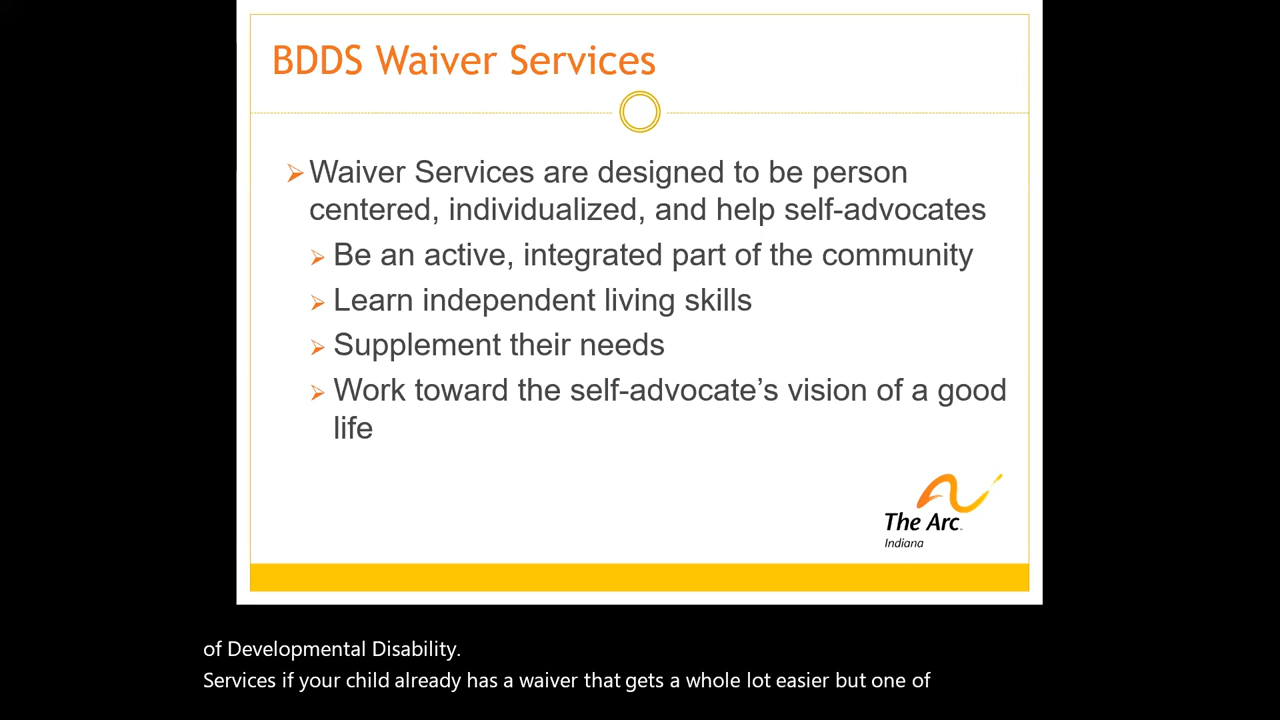 BDDS Waiver Services
Waiver Services are designed to be person
centered, individualized, and help self-advocates
Be an active, integrated part of the community
Learn independent living skills
Supplement their needs
Work toward the self-advocate’s vision of a good
life
The Arc
Indiana
of Developmental Disability.
Services if your child already has a waiver that gets a whole lot easier but one of